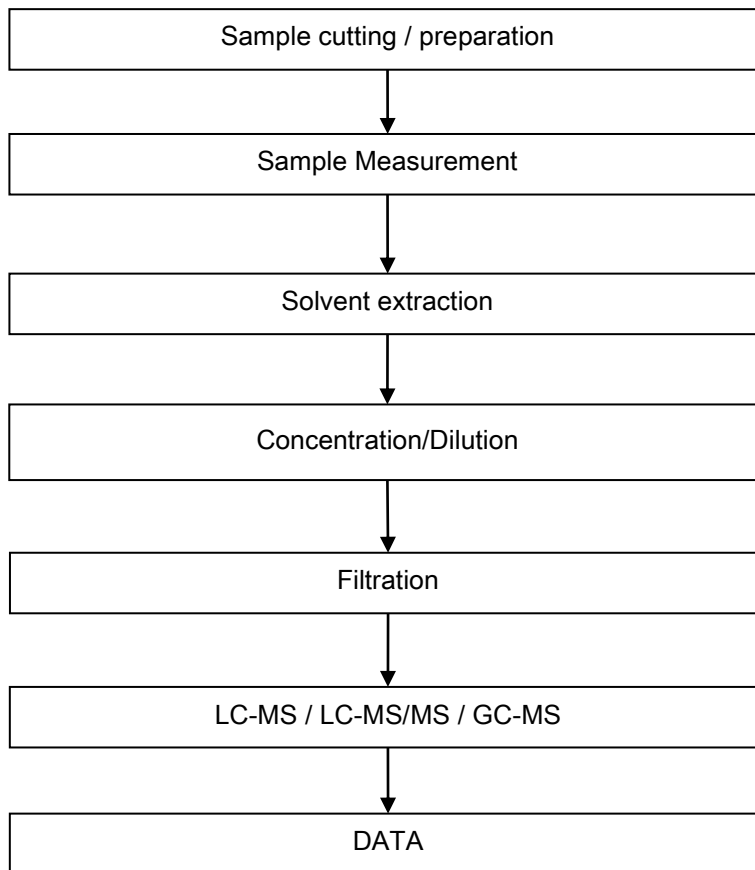 Sample cutting / preparation
Sample Measurement
Solvent extraction
Concentration/Dilution
Filtration
LC-MS / LC-MS/MS / GC-MS
DATA